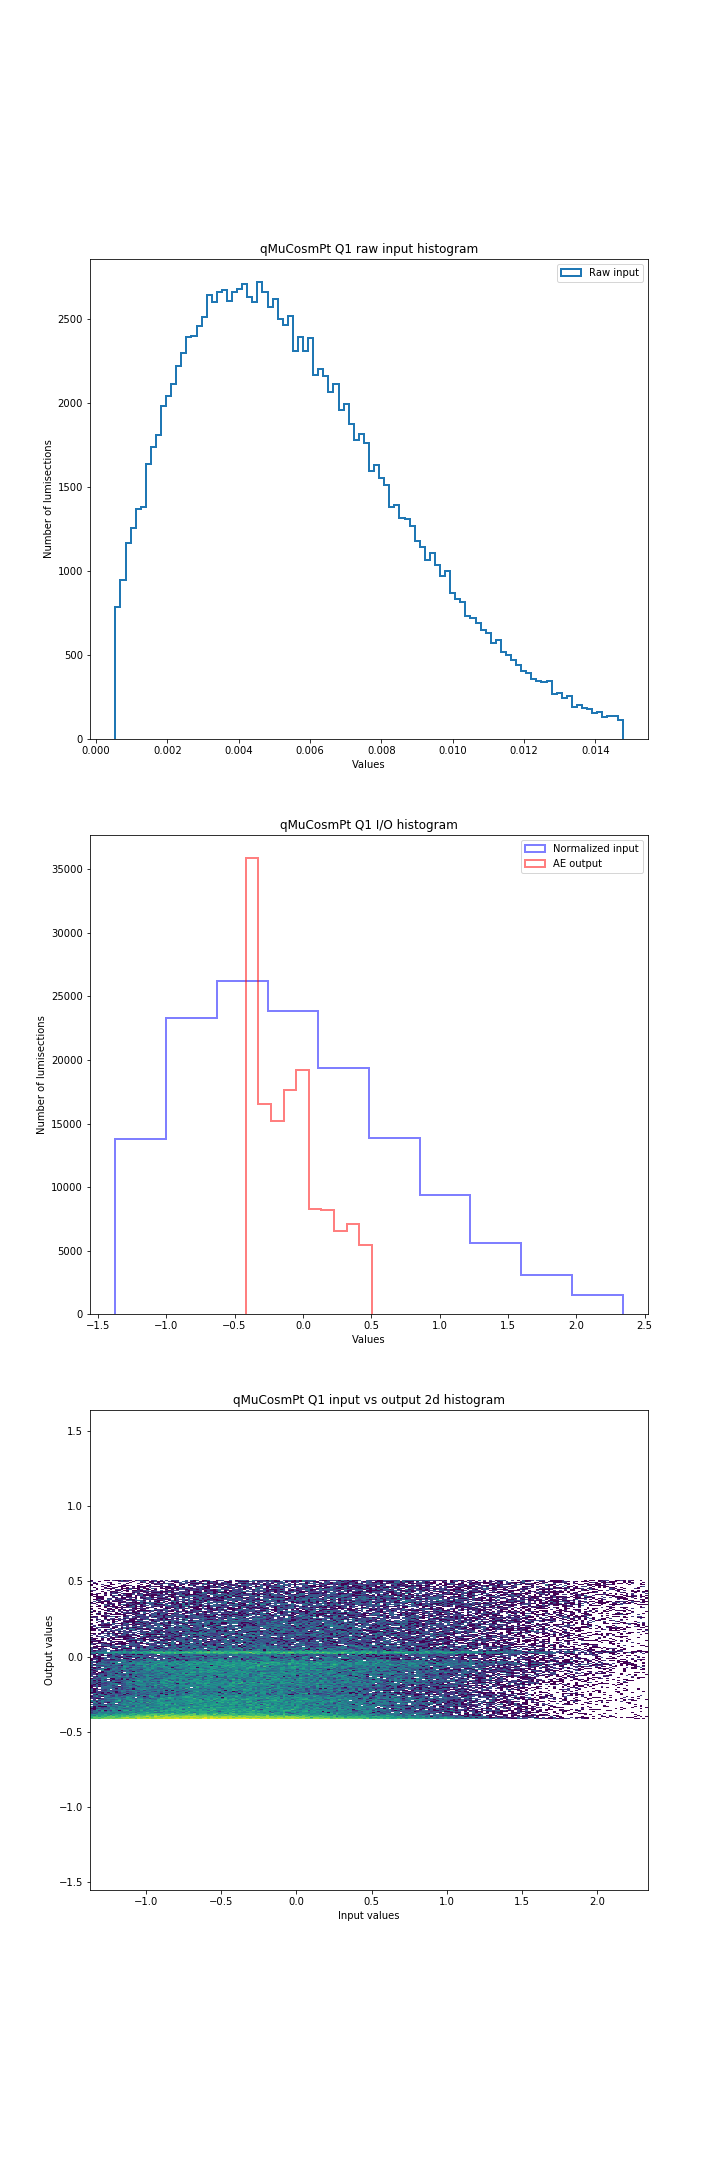 qMuCosmPt Q1 raw input histogram
Raw input
Number of lumisections
2500
2000
1500
1000
500
0
0.000 0.002 0.004 0.006 0.008 0.010 0.012 0.014
Values
qMuCosmPt Q1 I/O histogram
Normalized input
AE output
Number of lumisections
35000
30000
25000
20000
15000
10000
5000
0
−1.5 −1.0 −0.5 0.0 0.5 1.0 1.5 2.0 2.5
Values
qMuCosmPt Q1 input vs output 2d histogram
Output values
1.5
1.0
0.5
0.0
−0.5
−1.0
−1.5
−1.0 −0.5 0.0 0.5 1.0 1.5 2.0
Input values